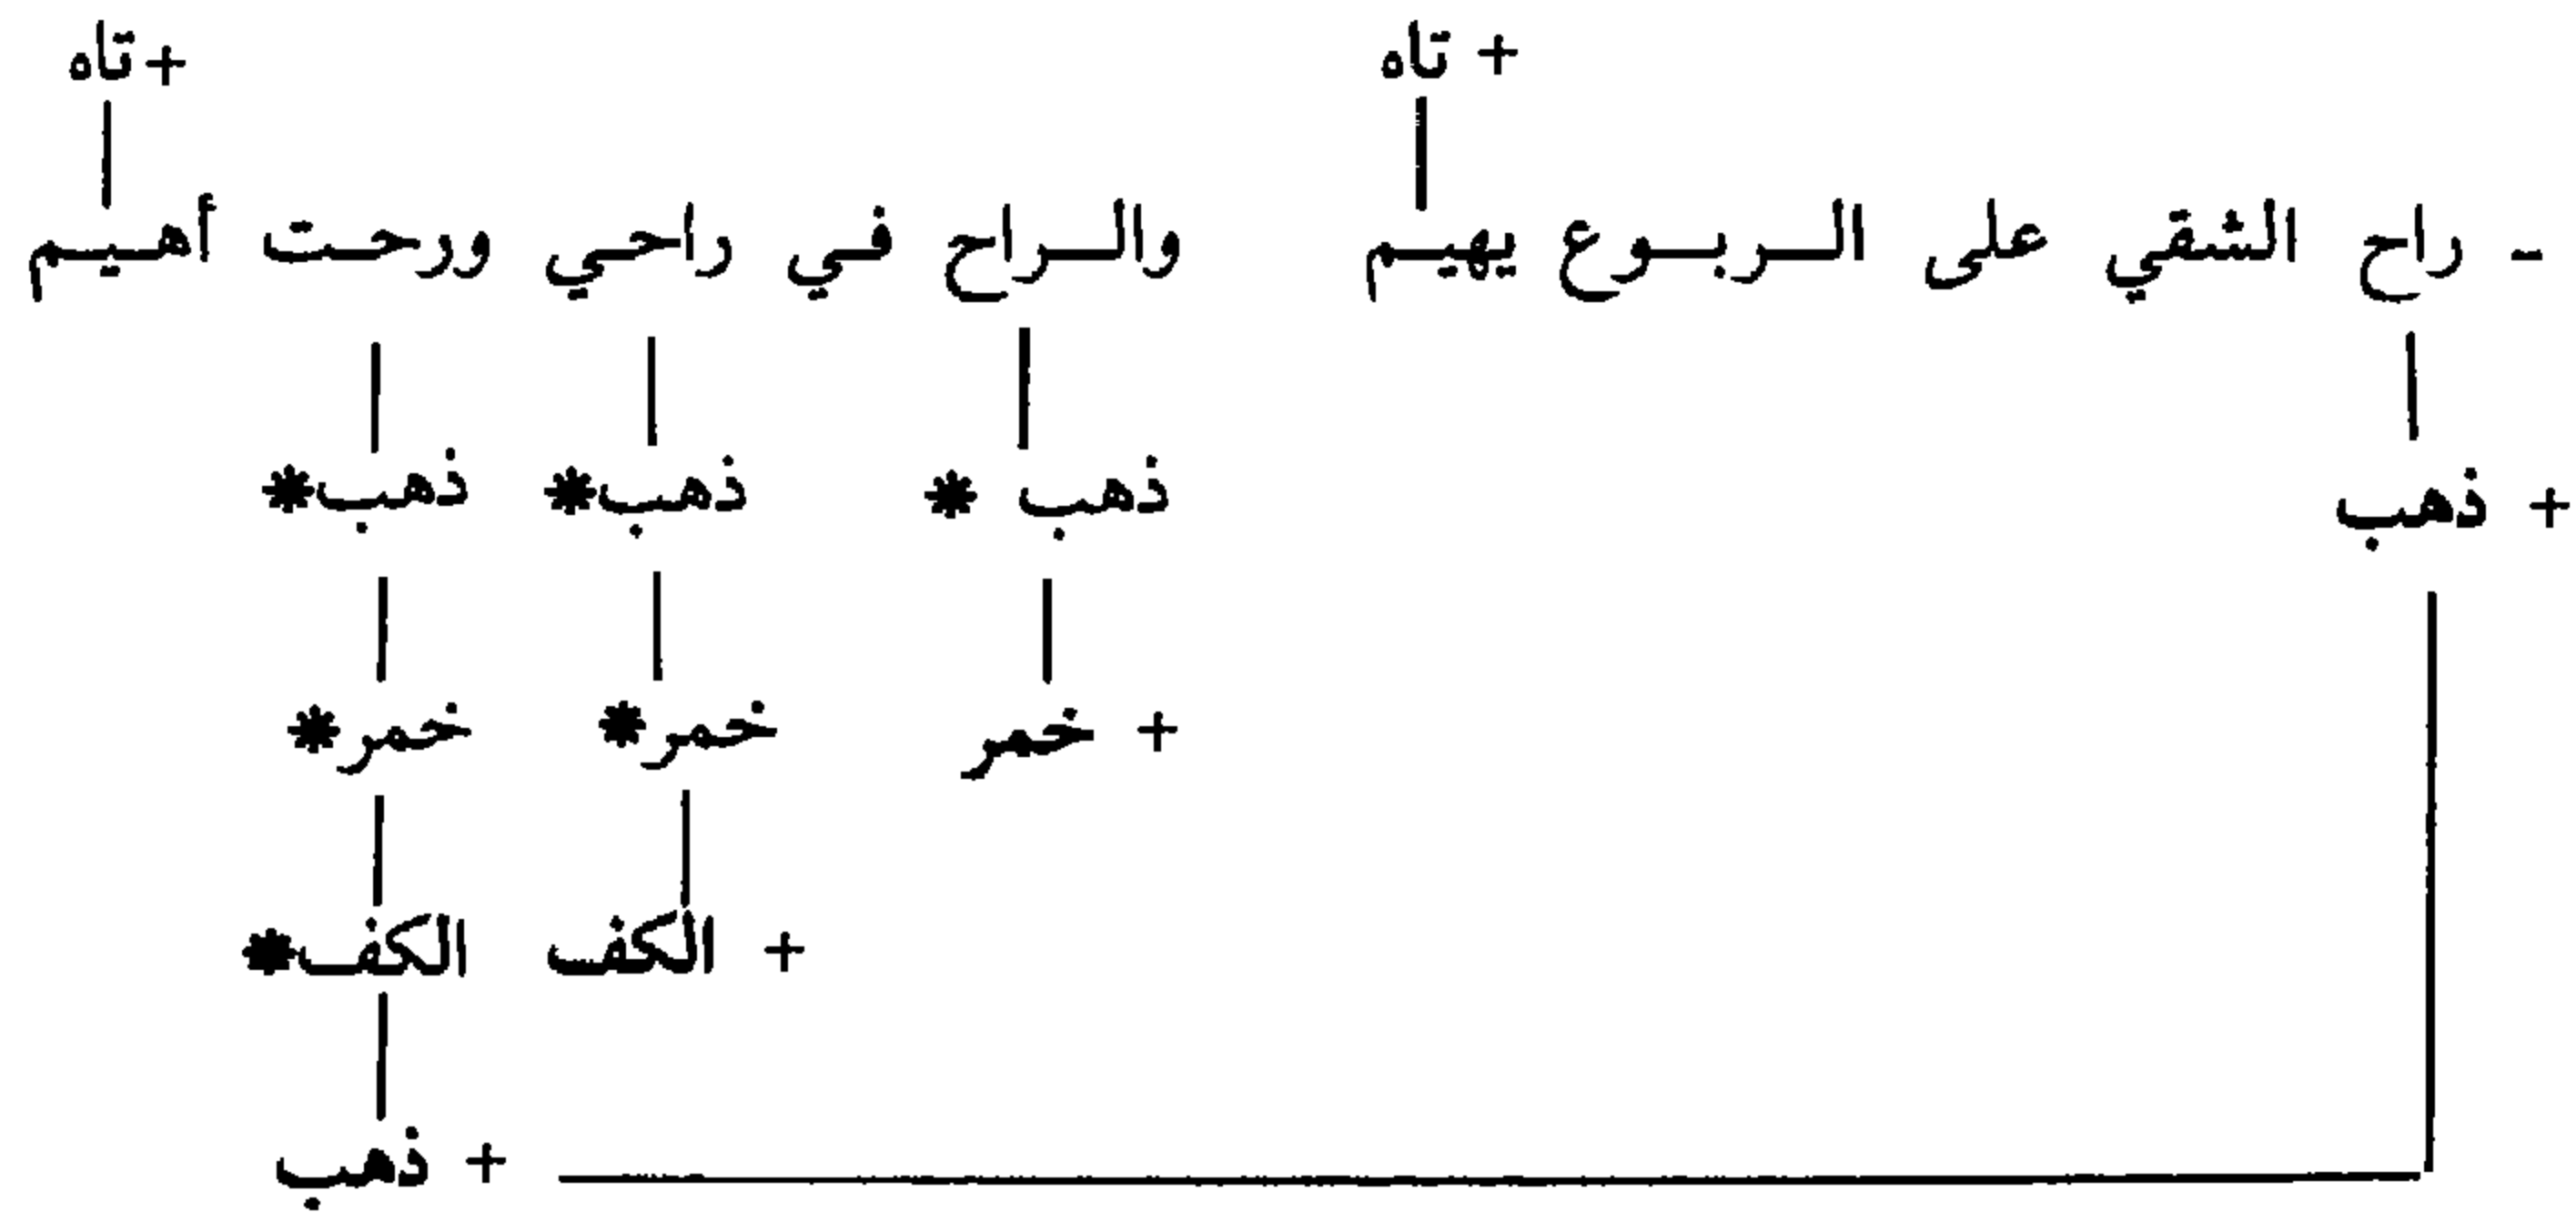 + تاه +تاه
- راح الشقي على الربوع يهيم والراح في راحي ورحت أهيم
+ ذهب ذهب * ذهب* ذهب*
+ خمر خمر* خمر*
+ الكف الكف*
+ ذهب